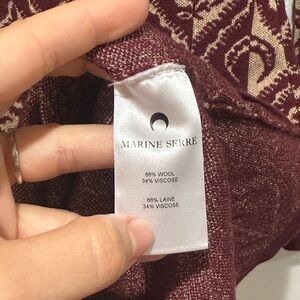 MARINE SERRE
66% WOOL
34% VISCOSE
66% LAINE
34% VISCOSE